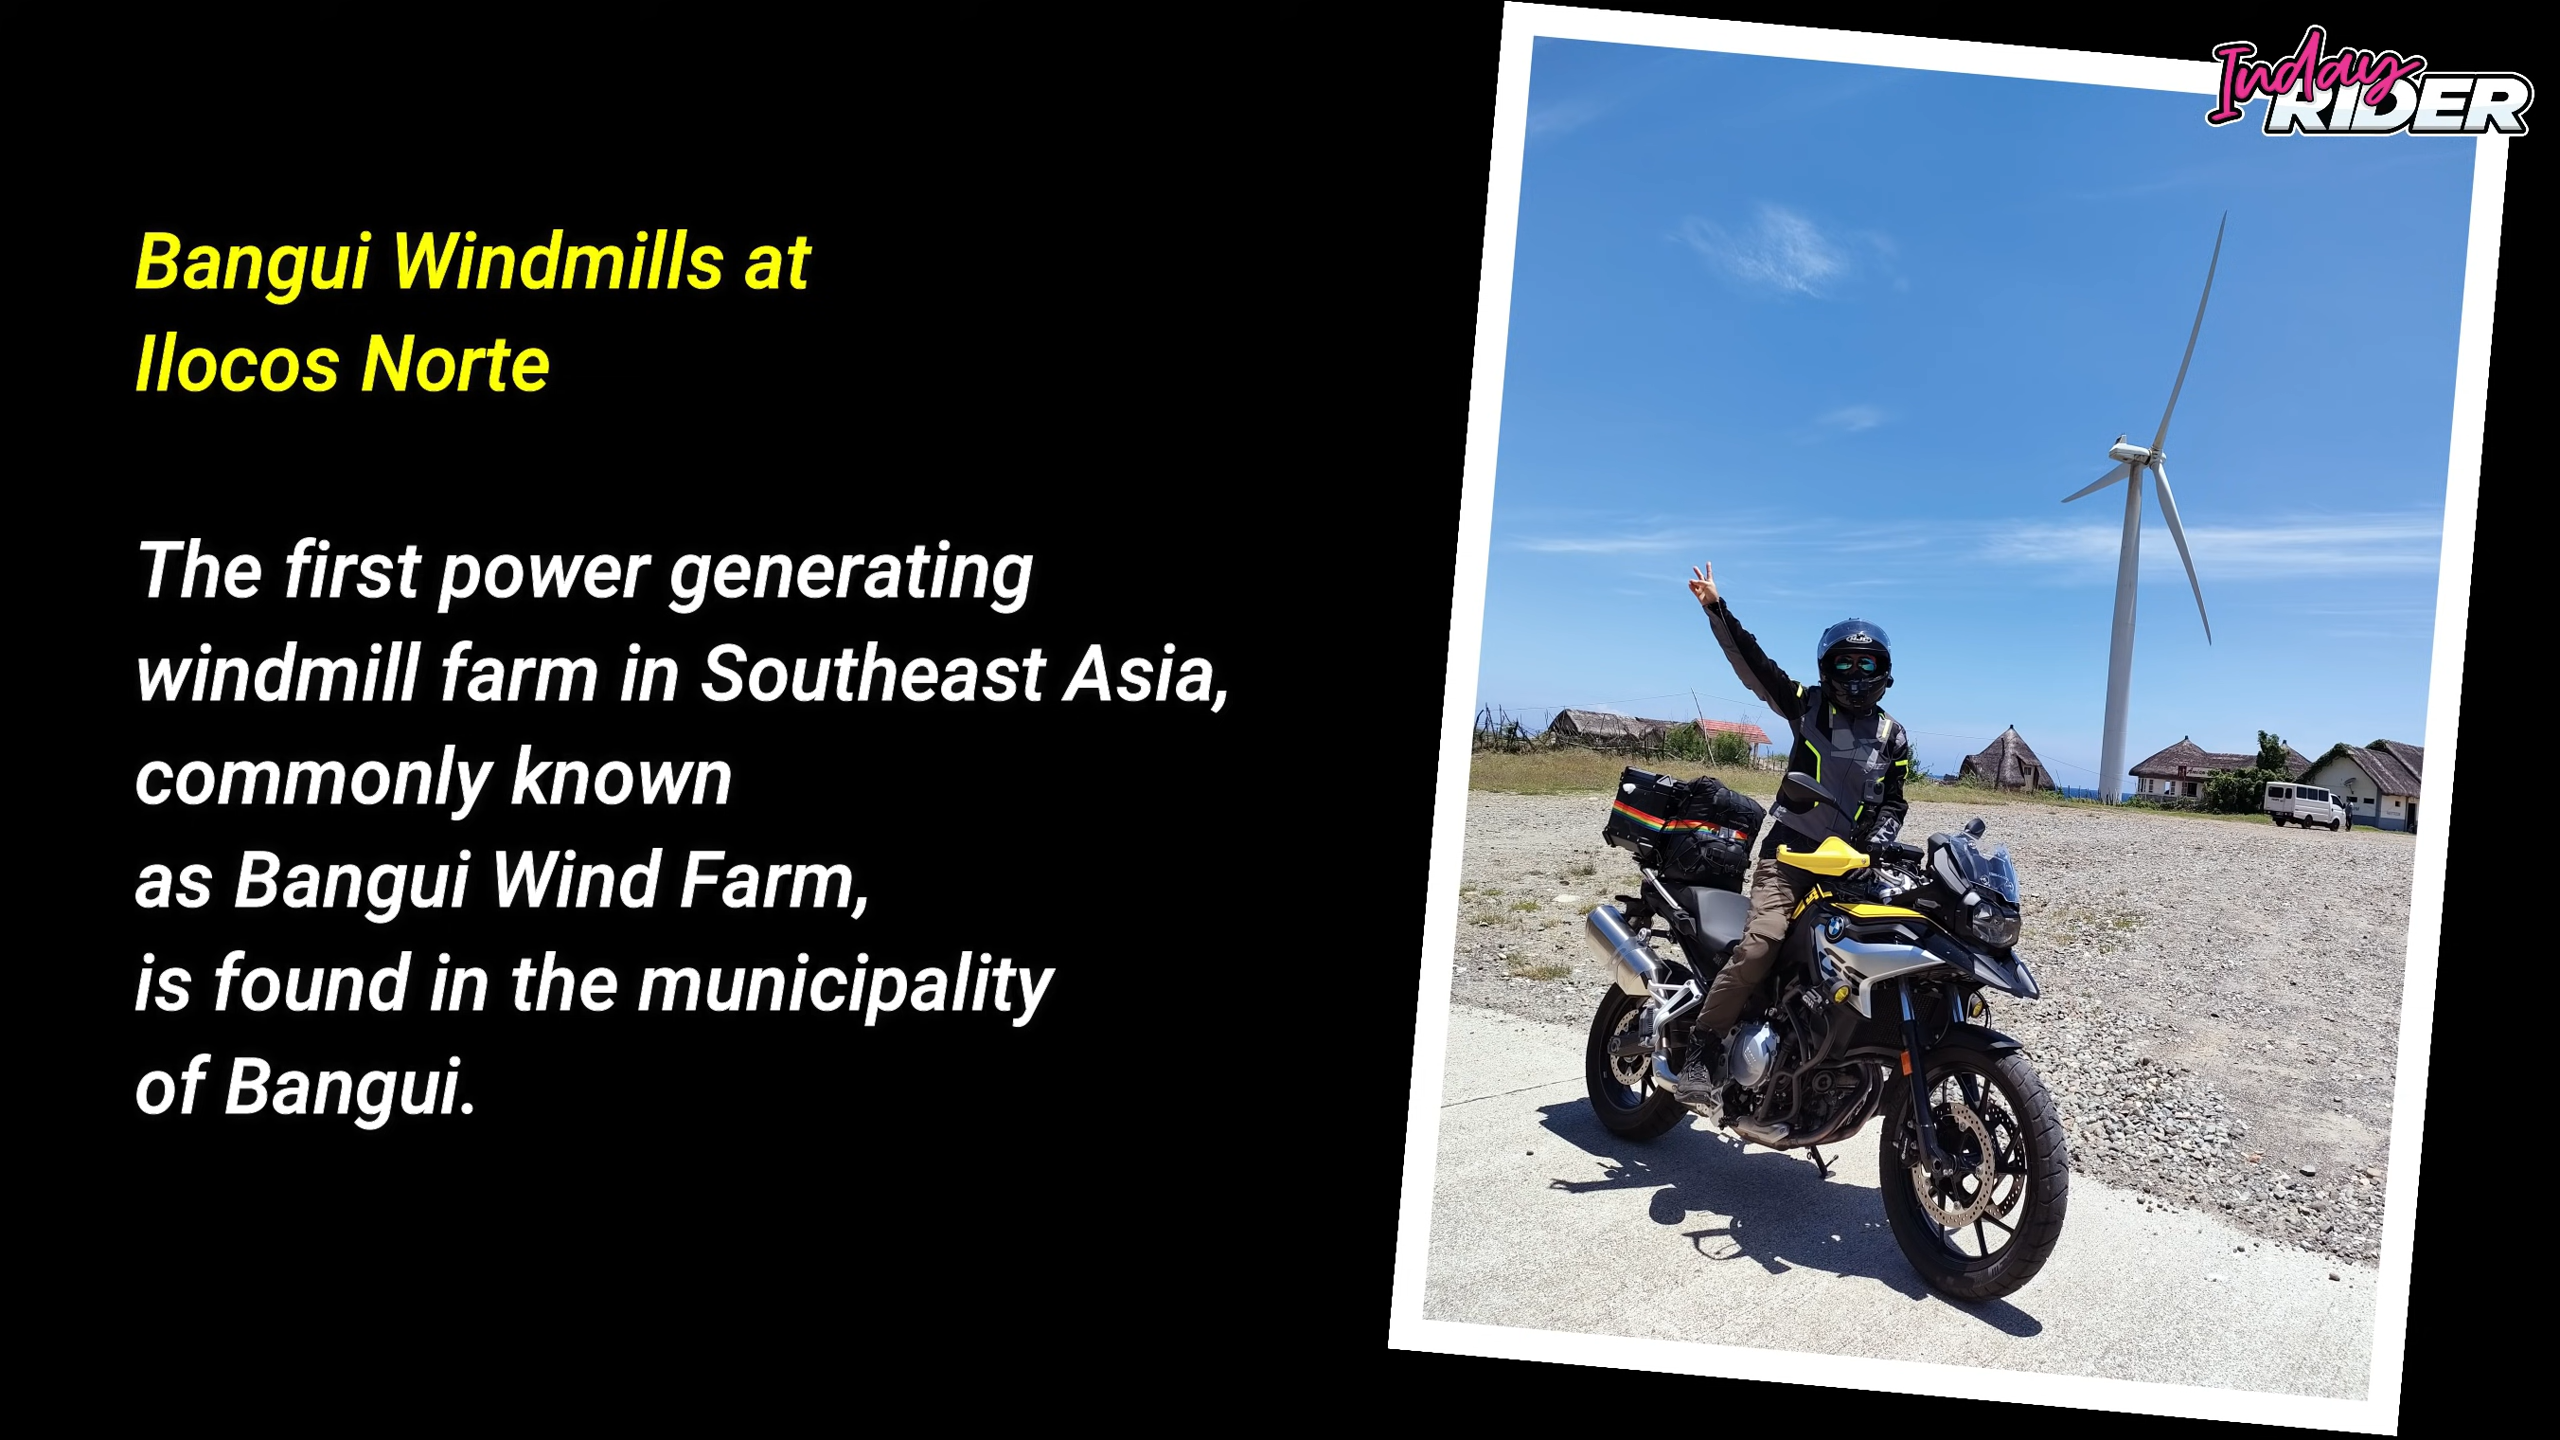 Bangui Windmills at
Ilocos Norte
The first power generating
windmill farm in Southeast Asia,
commonly known
as Bangui Wind Farm,
is found in the municipality
of Bangui.
Inday
RIDER
HJC